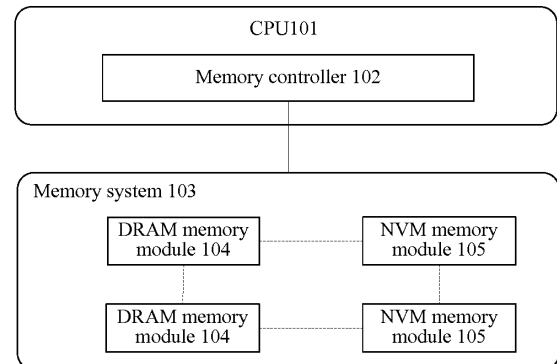 CPU101
Memory controller 102
Memory system 103
DRAM memory
module 104
NVM memory
module 105
DRAM memory
module 104
NVM memory
module 105